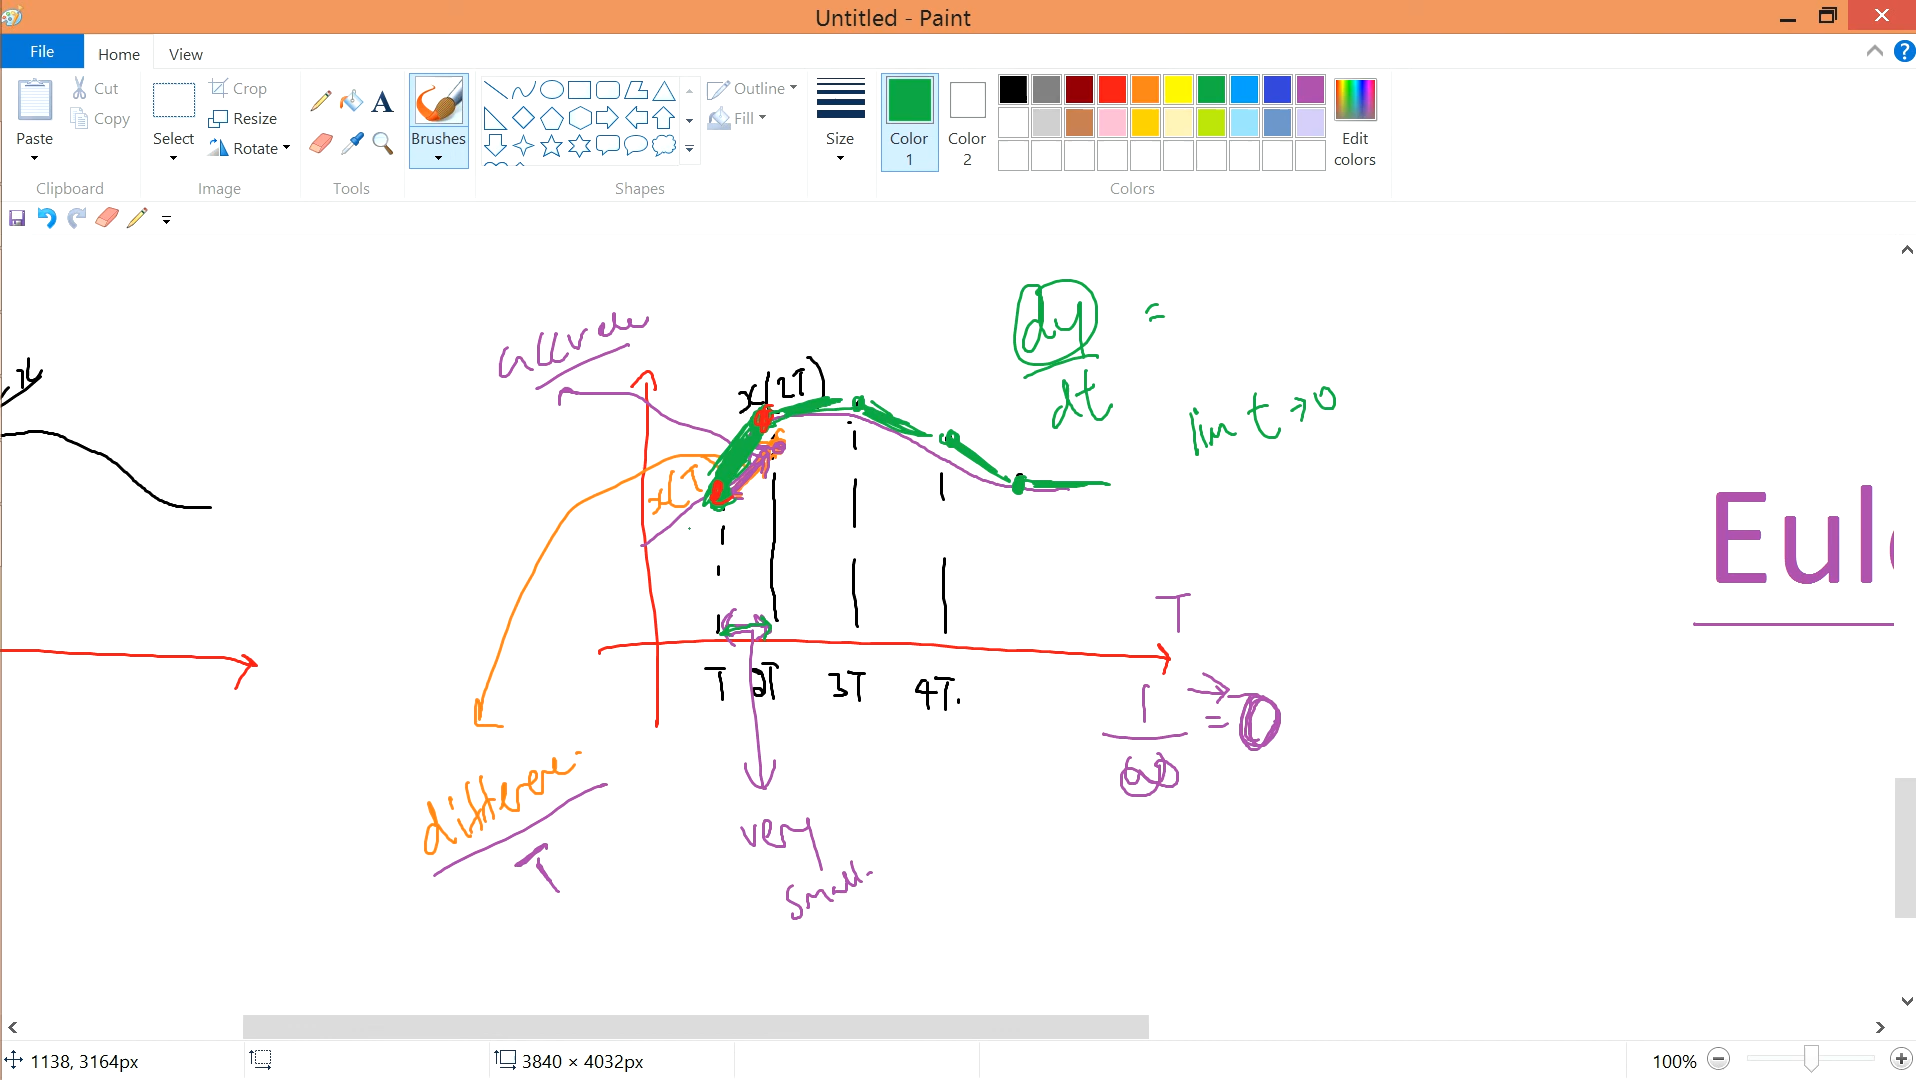 Untitled - Paint
File
Home
View
Paste
Cut
Copy
Clipboard
Select
Crop
Resize
Rotate
Image
A
Tools
Brushes
Outline
Fill
Shapes
Size
Color 1
Color 2
Edit colors
Colors
dy
dt
=
lim t → 0
x(2T)
x(T
T
2T
3T
4T.
T
1
∞
= 0
T
very
small.
Eul
1138, 3164px
3840 × 4032px
100%